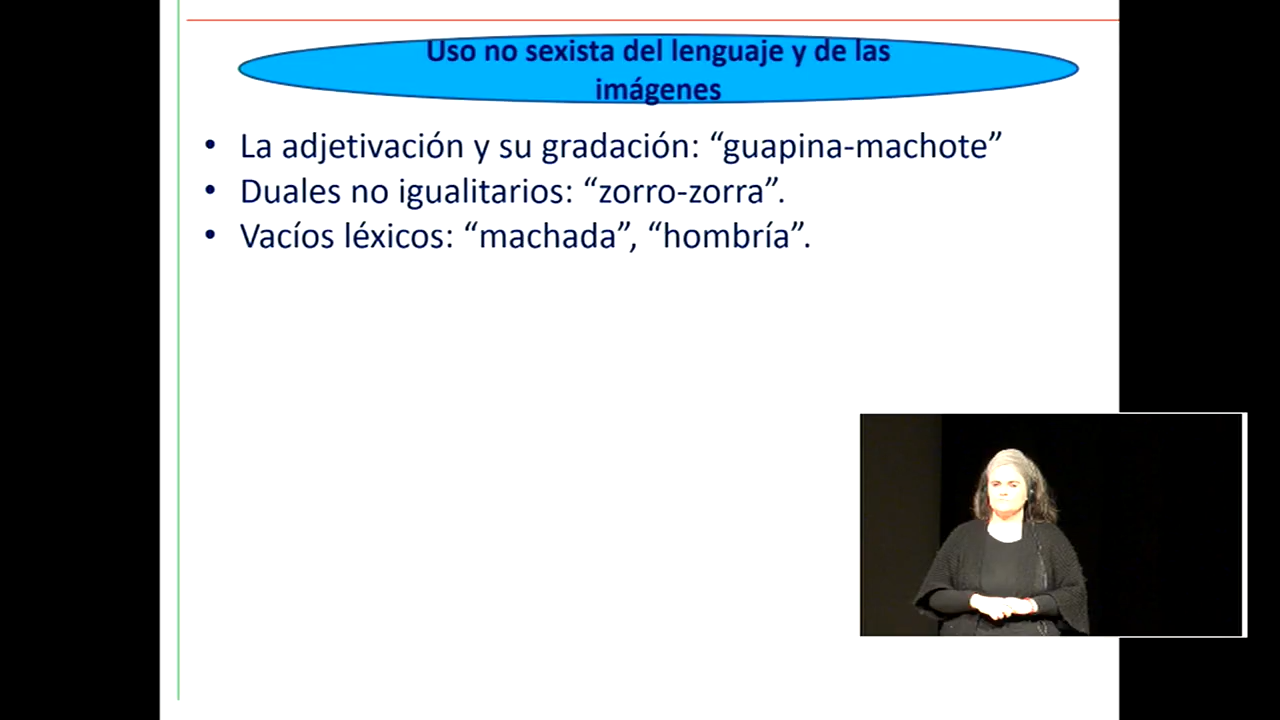 Uso no sexista del lenguaje y de las
imágenes
• La adjetivación y su gradación: “guapina-machote”
• Duales no igualitarios: “zorro-zorra”.
• Vacíos léxicos: “machada”, “hombría”.